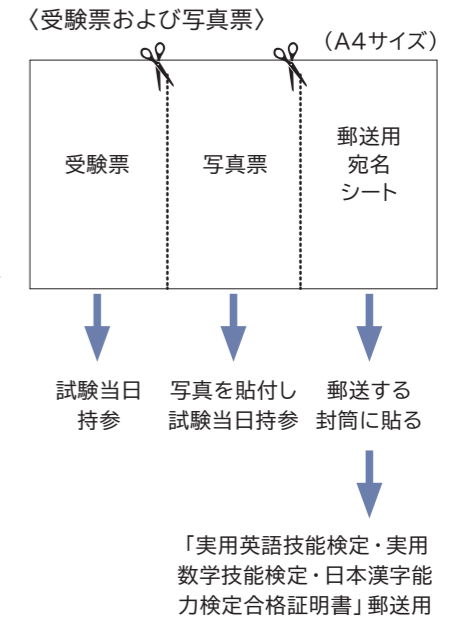 〈受験票および写真票〉
（A4サイズ）
受験票
写真票
郵送用
宛名
シート
試験当日
持参
写真を貼付し
試験当日持参
郵送する
封筒に貼る
「実用英語技能検定・実用
数学技能検定・日本漢字能
力検定合格証明書」郵送用